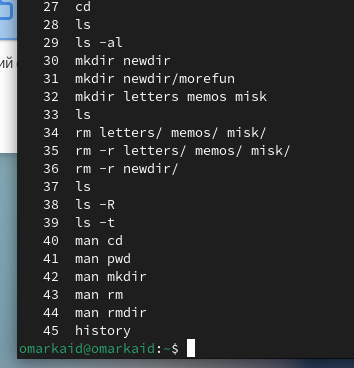 ий
27 cd
28 ls
29 ls -al
30 mkdir newdir
31 mkdir newdir/morefun
32 mkdir letters memos misk
33 ls
34 rm letters/ memos/ misk/
35 rm -r letters/ memos/ misk/
36 rm -r newdir/
37 ls
38 ls -R
39 ls -t
40 man cd
41 man pwd
42 man mkdir
43 man rm
44 man rmdir
45 history
omarkaid@omarkaid:~$